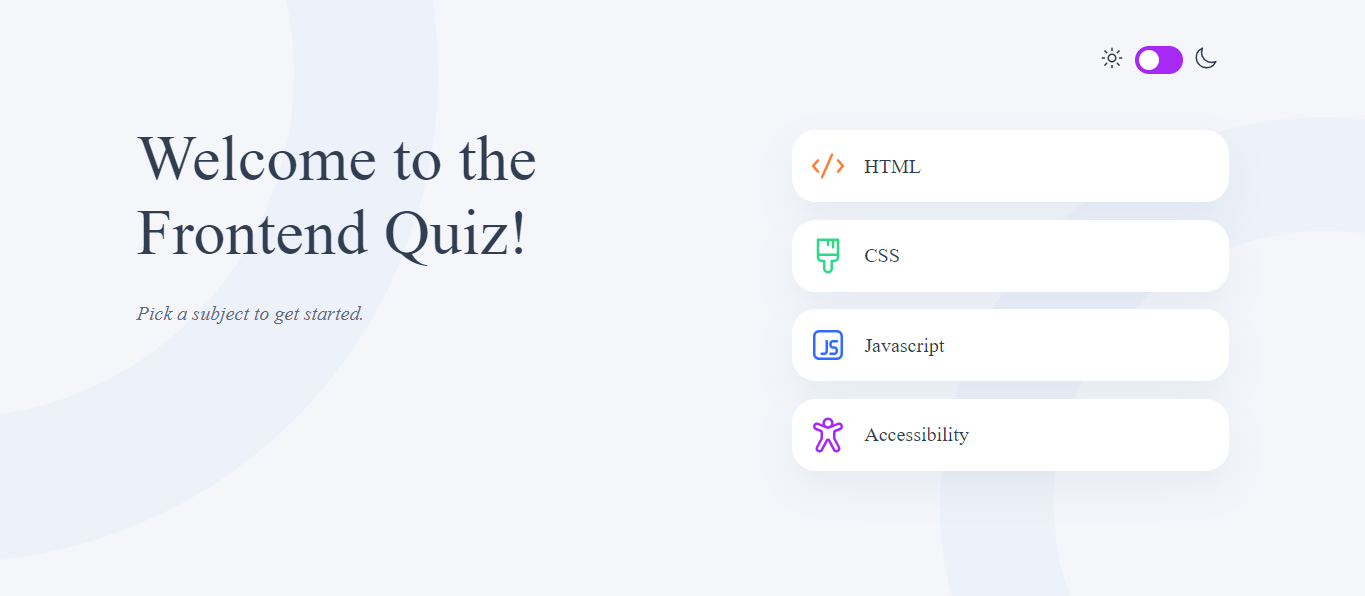 Welcome to the
Frontend Quiz!
Pick a subject to get started.
HTML
CSS
JS
Javascript
Accessibility